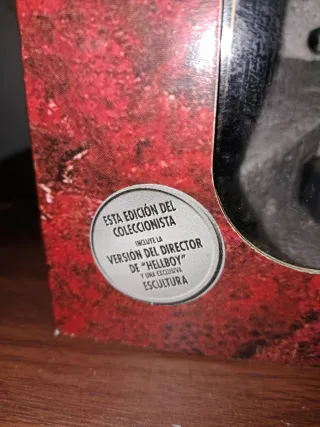 ESTA EDICIÓN DEL
COLECCIONISTA
INCLUYE LA
VERSIÓN DEL DIRECTOR
DE "HELLBOY"
Y UNA EXCLUSIVA
ESCULTURA